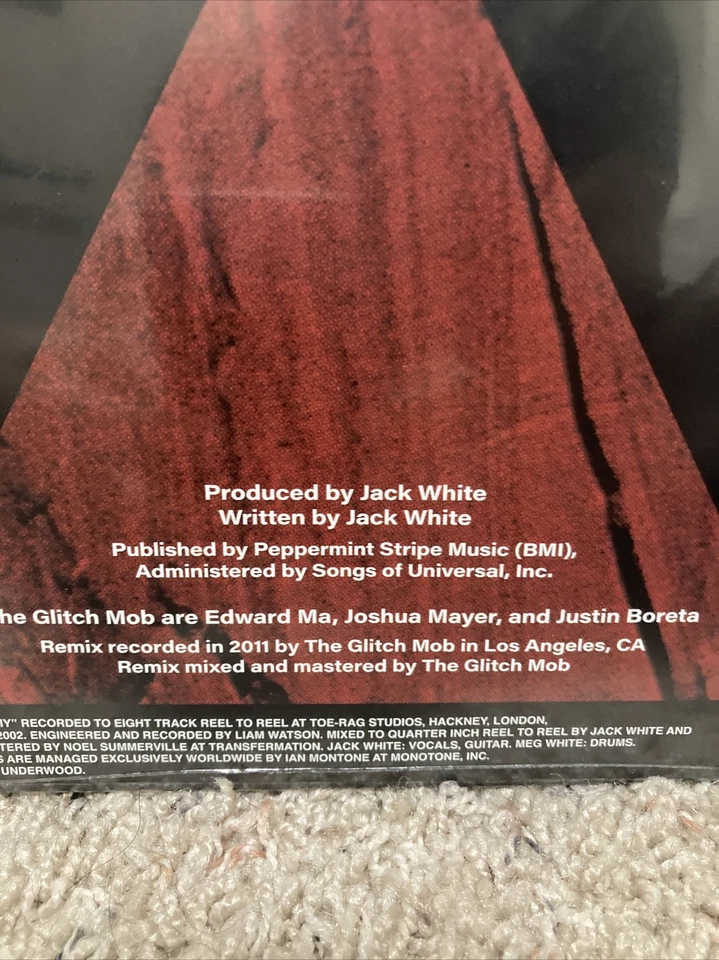 Produced by Jack White
Written by Jack White
Published by Peppermint Stripe Music (BMI),
Administered by Songs of Universal, Inc.
he Glitch Mob are Edward Ma, Joshua Mayer, and Justin Boreta
Remix recorded in 2011 by The Glitch Mob in Los Angeles, CA
Remix mixed and mastered by The Glitch Mob
MY" RECORDED TO EIGHT TRACK REEL TO REEL AT TOE-RAG STUDIOS, HACKNEY, LONDON,
2002. ENGINEERED AND RECORDED BY LIAM WATSON. MIXED TO QUARTER INCH REEL TO REEL BY JACK WHITE AND
TERED BY NOEL SUMMERVILLE AT TRANSFERMATION. JACK WHITE: VOCALS, GUITAR. MEG WHITE: DRUMS.
S ARE MANAGED EXCLUSIVELY WORLDWIDE BY IAN MONTONE AT MONOTONE, INC.
UNDERWOOD.